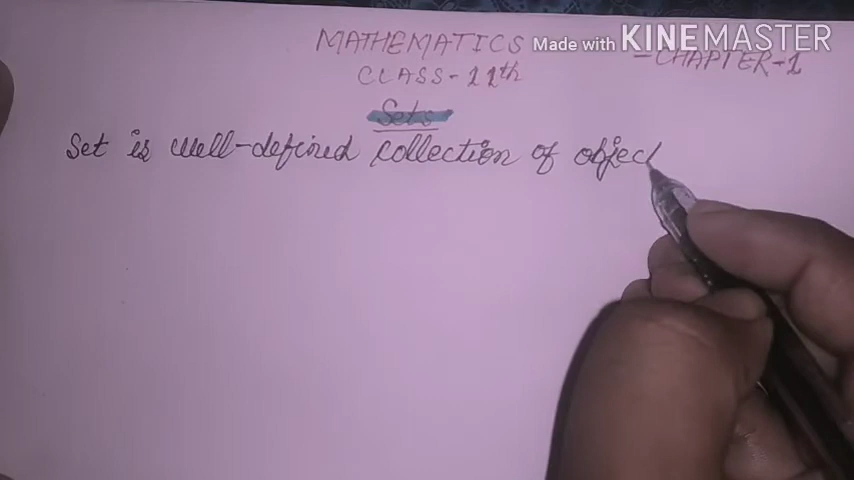 MATHEMATICS
Made with KINEMASTER
- CHAPTER-1
CLASS-11th
Sets
Set is well-defined collection of objec